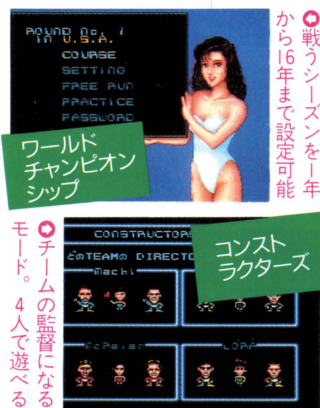 戦うシーズンを1年
から16年まで設定可能
ROUND No. 1
in U.S.A.
COURSE
SETTING
FREE RUN
PRACTICE
PASSWORD
ワールド
チャンピオン
シップ
CONSTRUCTOR
コンスト
ラクターズ
どのTEAMの DIRECTO
Machi
McPaian
LORA
チームの監督になる
モード。 4人で遊べる